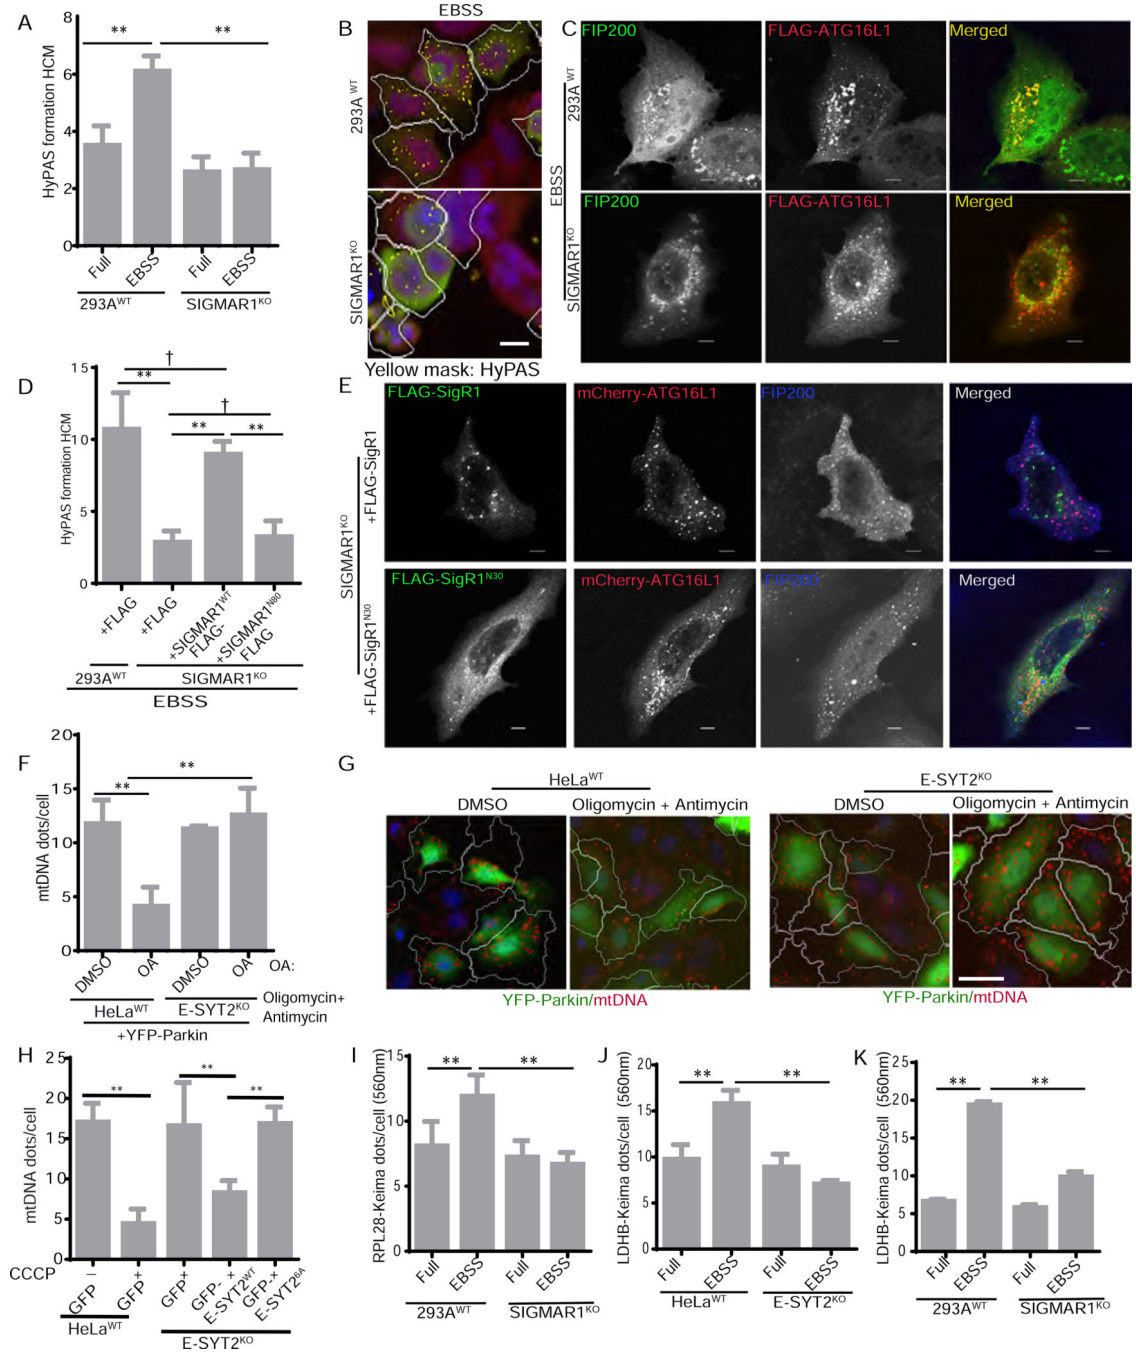 A
HyPAS formation HCM
8
6
4
2
0
**
**
Full
EBSS
Full
EBSS
293A^WT
SIGMAR1^KO
B
EBSS
293A^WT
SIGMAR1^KO
Yellow mask: HyPAS
C
EBSS
293A^WT
SIGMAR1^KO
FIP200
FLAG-ATG16L1
Merged
FIP200
FLAG-ATG16L1
Merged
D
HyPAS formation HCM
15
10
5
0
†
**
†
**
**
+FLAG
+FLAG
+SIGMAR1^WT
FLAG-
+SIGMAR1^N80
FLAG
293A^WT
SIGMAR1^KO
EBSS
E
SIGMAR1^KO
+FLAG-SigR1
+FLAG-SigR1^N30
FLAG-SigR1
mCherry-ATG16L1
FIP200
Merged
FLAG-SigR1^N30
mCherry-ATG16L1
FIP200
Merged
F
mtDNA dots/cell
20
15
10
5
0
**
**
DMSO
OA
DMSO
OA
OA:
HeLa^WT
E-SYT2^KO
Oligomycin+
Antimycin
+YFP-Parkin
G
HeLa^WT
E-SYT2^KO
DMSO
Oligomycin + Antimycin
DMSO
Oligomycin + Antimycin
YFP-Parkin/mtDNA
YFP-Parkin/mtDNA
H
mtDNA dots/cell
25
20
15
10
5
0
**
**
**
CCCP
–
+
+
+
+
GFP
GFP
GFP
GFP-
E-SYT2^WT
GFP-
E-SYT2^6A
HeLa^WT
E-SYT2^KO
I
RPL28-Keima dots/cell (560nm)
15
10
5
0
**
**
Full
EBSS
Full
EBSS
293A^WT
SIGMAR1^KO
J
LDHB-Keima dots/cell (560nm)
20
15
10
5
0
**
**
Full
EBSS
Full
EBSS
HeLa^WT
E-SYT2^KO
K
LDHB-Keima dots/cell (560nm)
25
20
15
10
5
0
**
**
Full
EBSS
Full
EBSS
293A^WT
SIGMAR1^KO